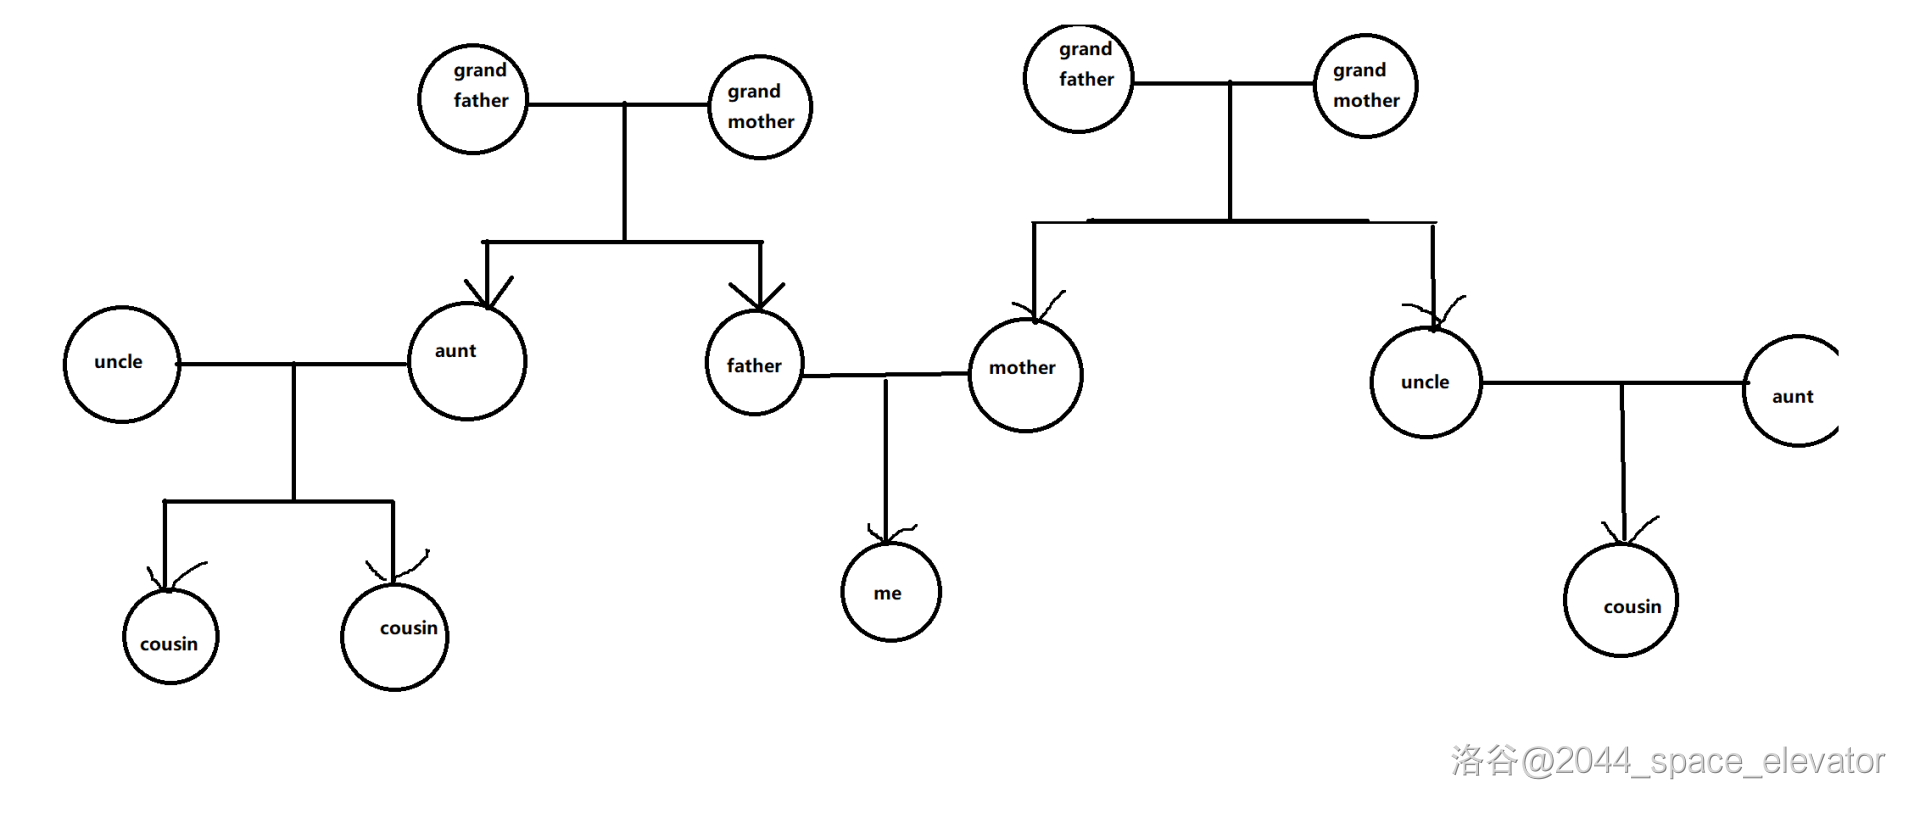 grand
father
grand
mother
grand
father
grand
mother
uncle
aunt
father
mother
uncle
aunt
cousin
cousin
me
cousin
洛谷@2044_space_elevator